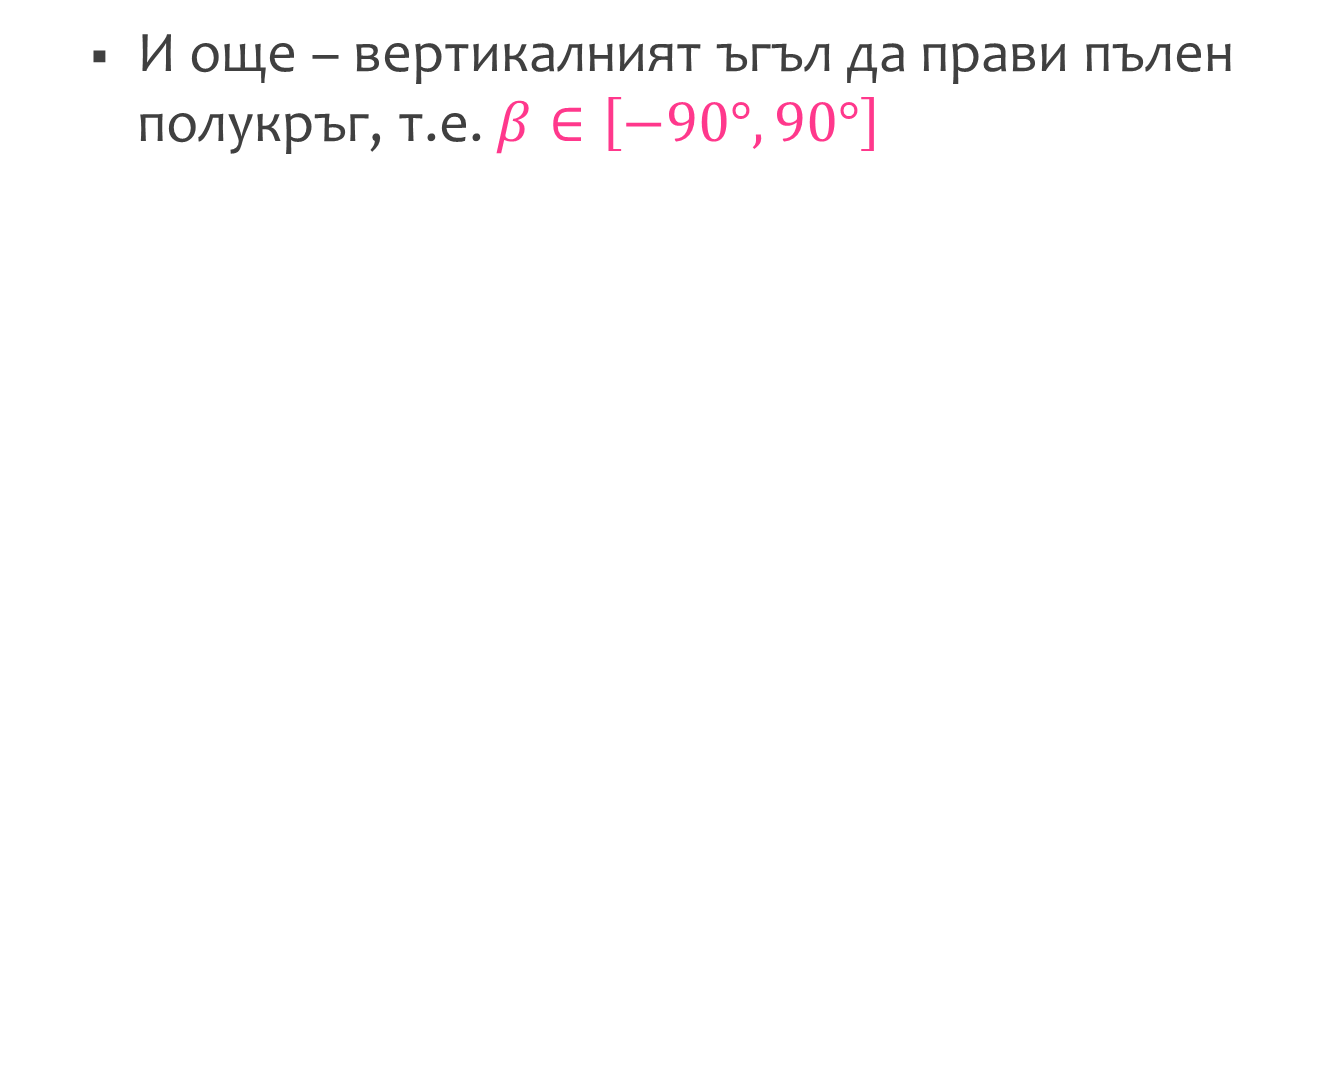 ▪ И още – вертикалният ъгъл да прави пълен
полукръг, т.е. β ∈ [−90°, 90°]